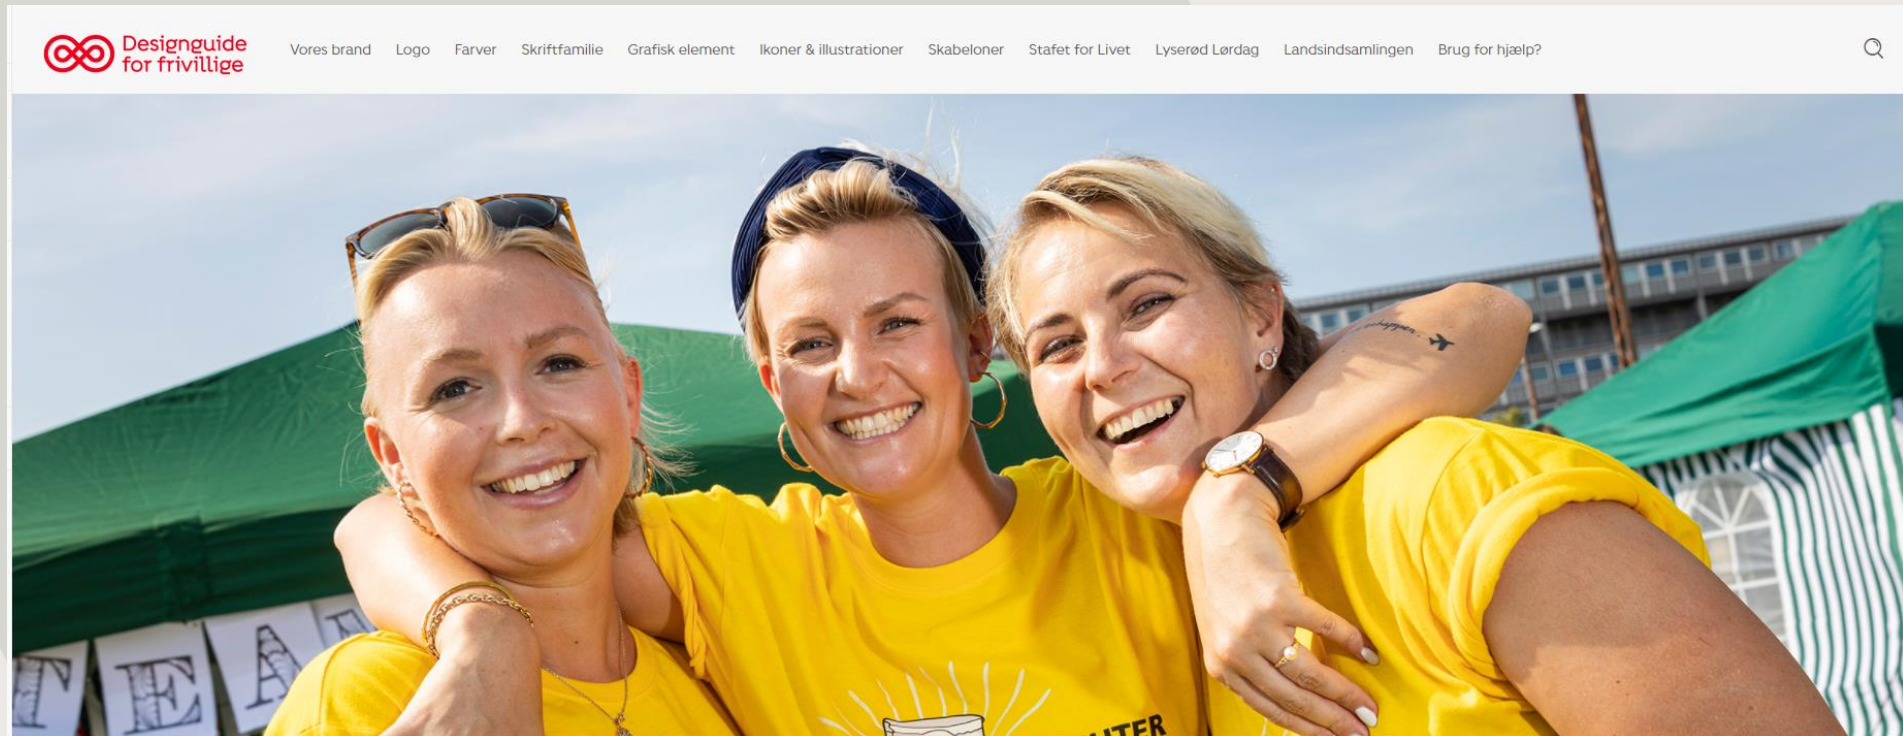 Designguide
for frivillige
Vores brand Logo Farver Skriftfamilie Grafisk element Ikoner & illustrationer Skabeloner Stafet for Livet Lyserød Lørdag Landsindsamlingen Brug for hjælp?
TEA